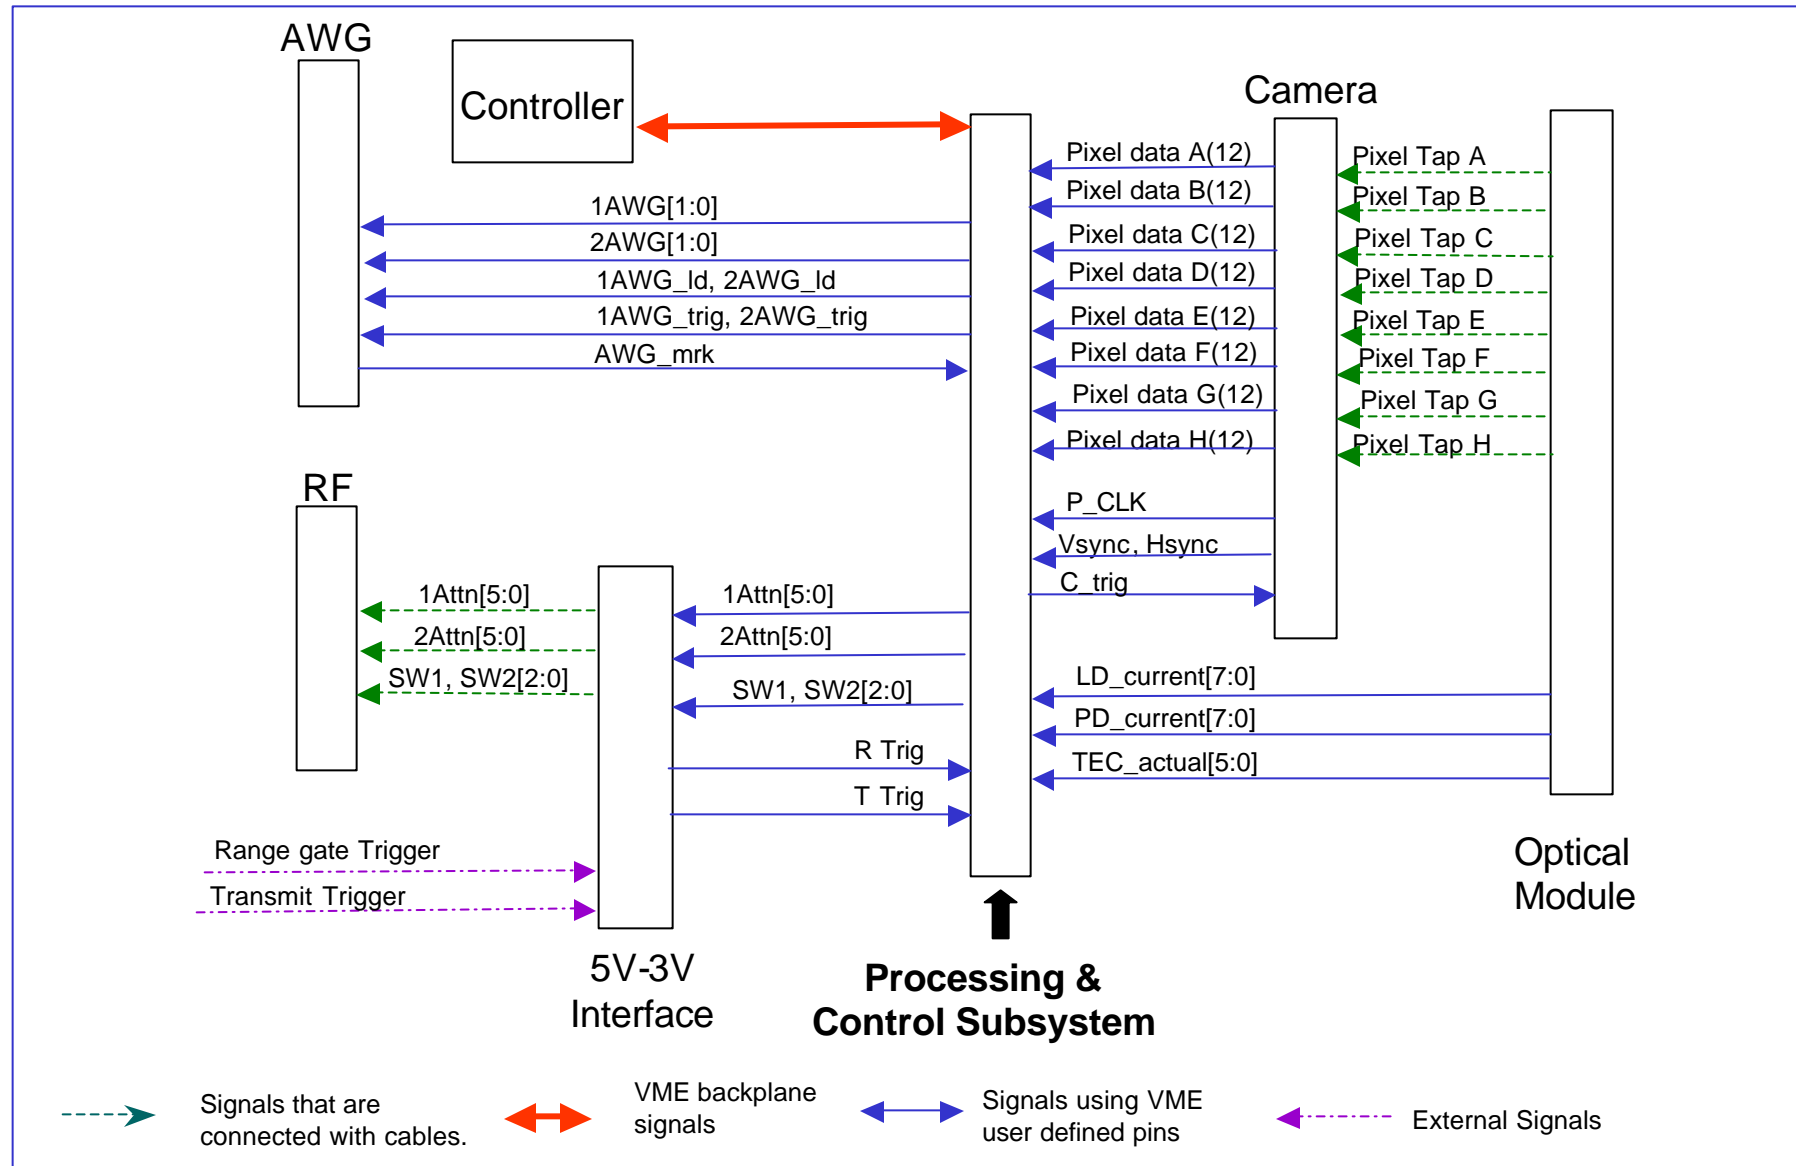 AWG
Controller
Camera
1AWG[1:0]
2AWG[1:0]
1AWG_ld, 2AWG_ld
1AWG_trig, 2AWG_trig
AWG_mrk
Pixel data A(12)
Pixel data B(12)
Pixel data C(12)
Pixel data D(12)
Pixel data E(12)
Pixel data F(12)
Pixel data G(12)
Pixel data H(12)
Pixel Tap A
Pixel Tap B
Pixel Tap C
Pixel Tap D
Pixel Tap E
Pixel Tap F
Pixel Tap G
Pixel Tap H
P_CLK
Vsync, Hsync
C_trig
RF
1Attn[5:0]
2Attn[5:0]
SW1, SW2[2:0]
1Attn[5:0]
2Attn[5:0]
SW1, SW2[2:0]
R Trig
T Trig
LD_current[7:0]
PD_current[7:0]
TEC_actual[5:0]
Range gate Trigger
Transmit Trigger
5V-3V
Interface
Processing &
Control Subsystem
Optical
Module
Signals that are
connected with cables.
VME backplane
signals
Signals using VME
user defined pins
External Signals